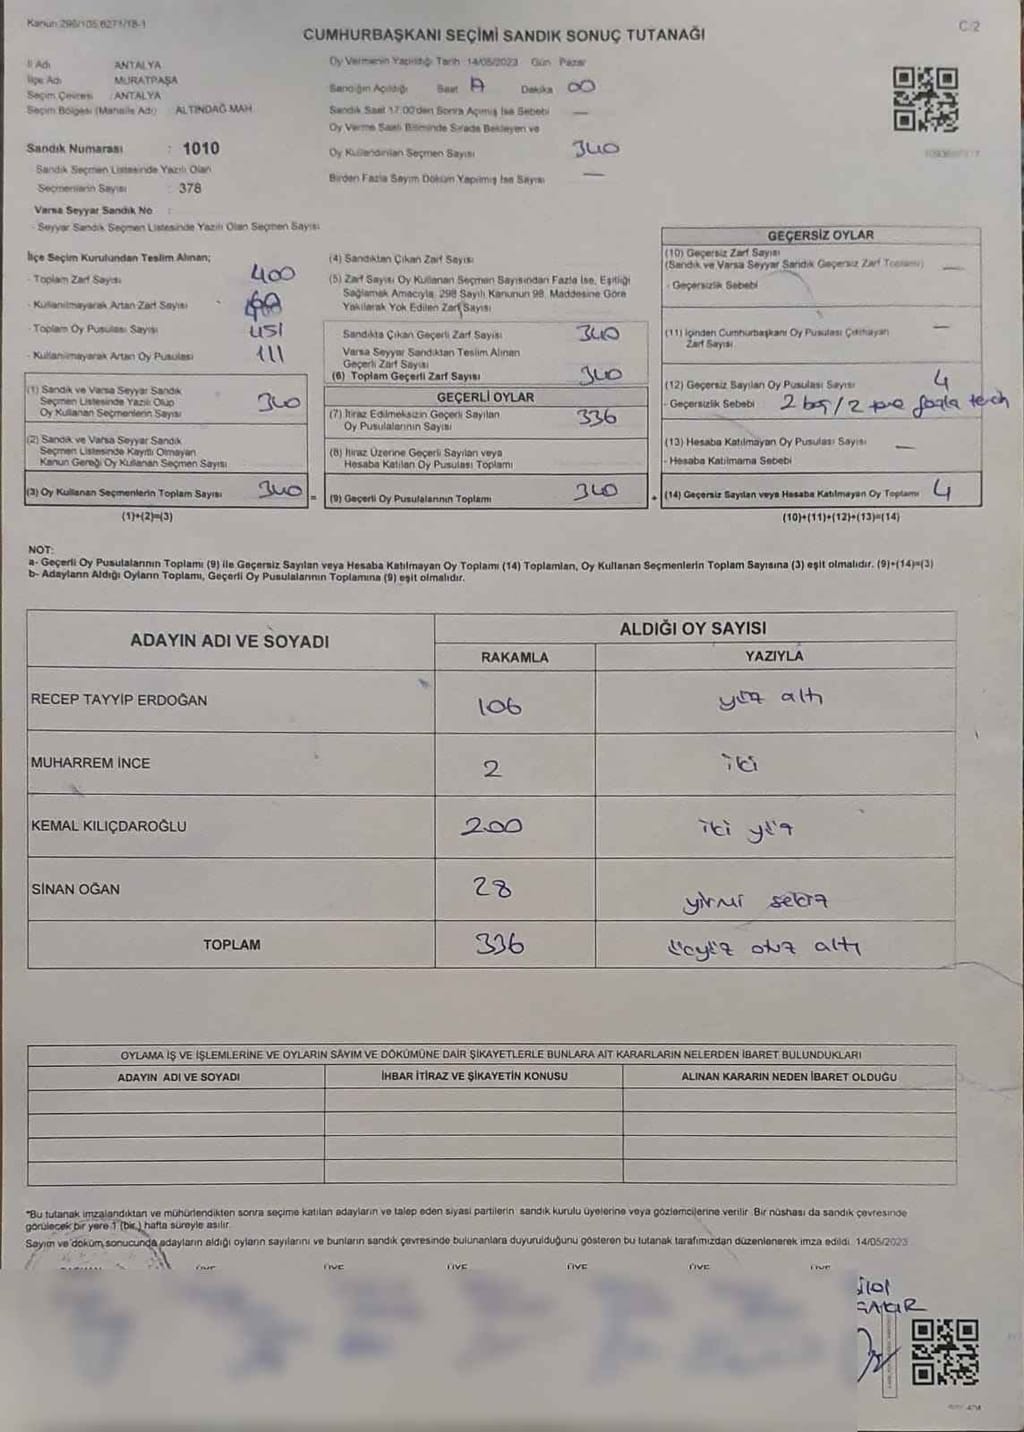 Kanun 298/105 6271/18-1
C/2
CUMHURBAŞKANI SEÇİMİ SANDIK SONUÇ TUTANAĞI
İl Adı ANTALYA
İlçe Adı MURATPAŞA
Seçim Çevresi : ANTALYA
Seçim Bölgesi (Mahalle Adı) : ALTINDAĞ MAH.
Sandık Numarası : 1010
Sandık Seçmen Listesinde Yazılı Olan
Seçmenlerin Sayısı : 378
Varsa Seyyar Sandık No :
- Seyyar Sandık Seçmen Listesinde Yazılı Olan Seçmen Sayısı
Oy Vermenin Yapıldığı Tarih 14/05/2023 Gün Pazar
Sandığın Açıldığı Saat Dakika 00
Sandık Saat 17:00'den Sonra Açılmış İse Sebebi —
Oy Verme Saati Bitiminde Sırada Bekleyen ve
Oy Kullandırılan Seçmen Sayısı 340
Birden Fazla Sayım Döküm Yapılmış İse Sayısı —
İlçe Seçim Kurulundan Teslim Alınan;
- Toplam Zarf Sayısı 400
- Kullanılmayarak Artan Zarf Sayısı
- Toplam Oy Pusulası Sayısı 451
- Kullanılmayarak Artan Oy Pusulası 111
(1) Sandık ve Varsa Seyyar Sandık
Seçmen Listesinde Yazılı Olup
Oy Kullanan Seçmenlerin Sayısı 340
(2) Sandık ve Varsa Seyyar Sandık
Seçmen Listesinde Kayıtlı Olmayan
Kanun Gereği Oy Kullanan Seçmen Sayısı
(3) Oy Kullanan Seçmenlerin Toplam Sayısı 340
(1)+(2)=(3)
(4) Sandıktan Çıkan Zarf Sayısı
(5) Zarf Sayısı Oy Kullanan Seçmen Sayısından Fazla İse, Eşitliği
Sağlamak Amacıyla, 298 Sayılı Kanunun 98. Maddesine Göre
Yakılarak Yok Edilen Zarf Sayısı
Sandıkta Çıkan Geçerli Zarf Sayısı 340
Varsa Seyyar Sandıktan Teslim Alınan
Geçerli Zarf Sayısı
(6) Toplam Geçerli Zarf Sayısı 340
GEÇERLİ OYLAR
(7) İtiraz Edilmeksizin Geçerli Sayılan
Oy Pusulalarının Sayısı 336
(8) İtiraz Üzerine Geçerli Sayılan veya
Hesaba Katılan Oy Pusulası Toplamı
= (9) Geçerli Oy Pusulalarının Toplamı 340
GEÇERSİZ OYLAR
(10) Geçersiz Zarf Sayısı
(Sandık ve Varsa Seyyar Sandık Geçersiz Zarf Toplamı) —
- Geçersizlik Sebebi
(11) İçinden Cumhurbaşkanı Oy Pusulası Çıkmayan
Zarf Sayısı —
(12) Geçersiz Sayılan Oy Pusulası Sayısı 4
- Geçersizlik Sebebi 2 boş / 2 fazla tercih
(13) Hesaba Katılmayan Oy Pusulası Sayısı —
- Hesaba Katılmama Sebebi
+ (14) Geçersiz Sayılan veya Hesaba Katılmayan Oy Toplamı 4
(10)+(11)+(12)+(13)=(14)
NOT:
a- Geçerli Oy Pusulalarının Toplamı (9) ile Geçersiz Sayılan veya Hesaba Katılmayan Oy Toplamı (14) Toplamları, Oy Kullanan Seçmenlerin Toplam Sayısına (3) eşit olmalıdır. (9)+(14)=(3)
b- Adayların Aldığı Oyların Toplamı, Geçerli Oy Pusulalarının Toplamına (9) eşit olmalıdır.
ADAYIN ADI VE SOYADI
ALDIĞI OY SAYISI
RAKAMLA YAZIYLA
RECEP TAYYİP ERDOĞAN 106 yüz altı
MUHARREM İNCE 2 iki
KEMAL KILIÇDAROĞLU 200 iki yüz
SİNAN OĞAN 28 yirmi sekiz
TOPLAM 336 üçyüz otuz altı
OYLAMA İŞ VE İŞLEMLERİNE VE OYLARIN SAYIM VE DÖKÜMÜNE DAİR ŞİKAYETLERLE BUNLARA AİT KARARLARIN NELERDEN İBARET BULUNDUKLARI
ADAYIN ADI VE SOYADI İHBAR İTİRAZ VE ŞİKAYETİN KONUSU ALINAN KARARIN NEDEN İBARET OLDUĞU
*Bu tutanak imzalandıktan ve mühürlendikten sonra seçime katılan adayların ve talep eden siyasi partilerin sandık kurulu üyelerine veya gözlemcilerine verilir. Bir nüshası da sandık çevresinde
görülecek bir yere 1 (bir) hafta süreyle asılır.
Sayım ve döküm sonucunda adayların aldığı oyların sayılarını ve bunların sandık çevresinde bulunanlara duyurulduğunu gösteren bu tutanak tarafımızdan düzenlenerek imza edildi. 14/05/2023
ÜYE ÜYE ÜYE ÜYE ÜYE ÜYE